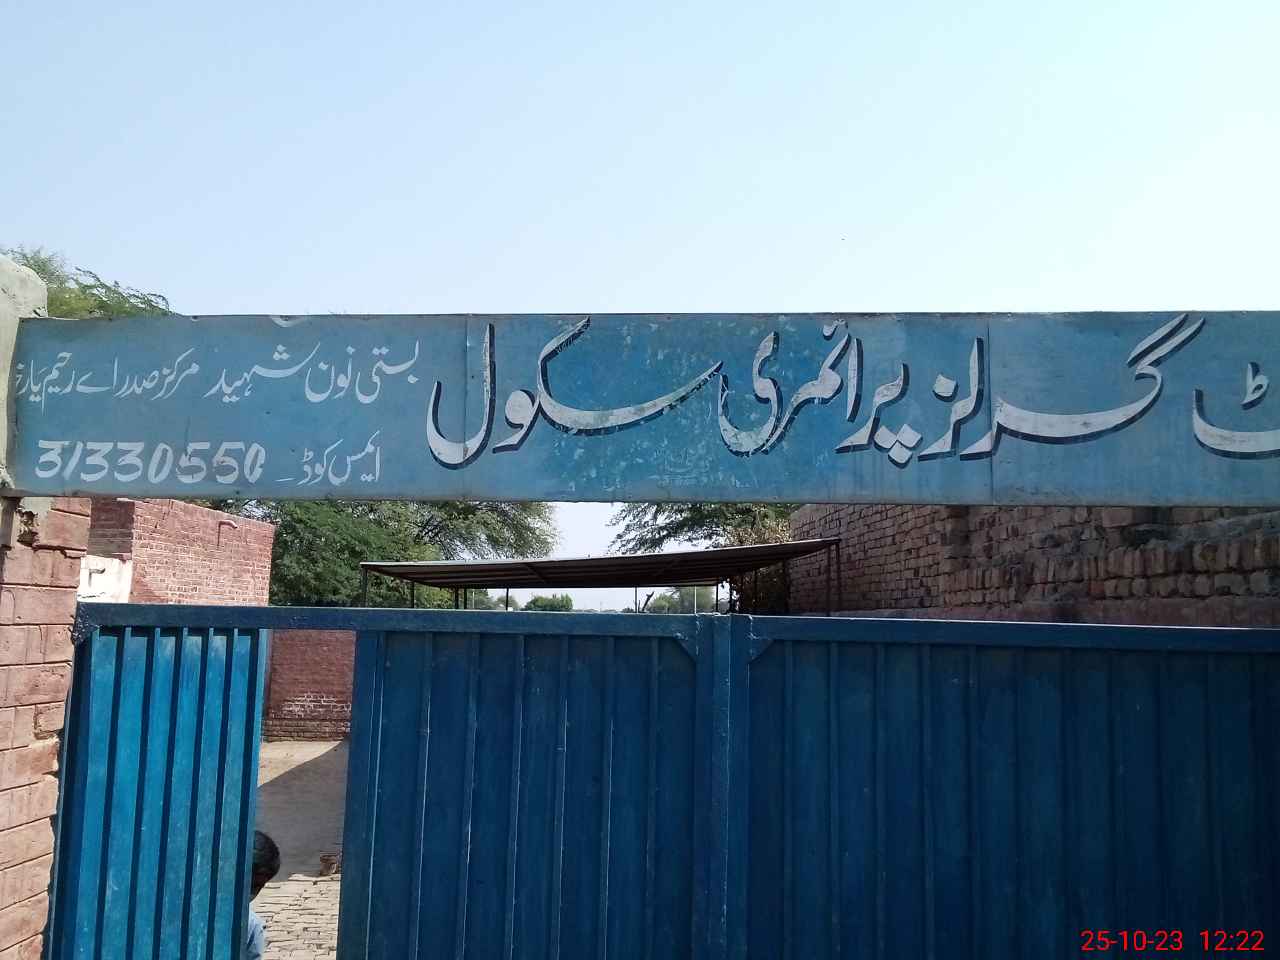 گرلز پرائمری سکول
بستی نون شہید مرکز صدر اے رحیم یار
ایمس کوڈ۔ 31330550
25-10-23 12:22